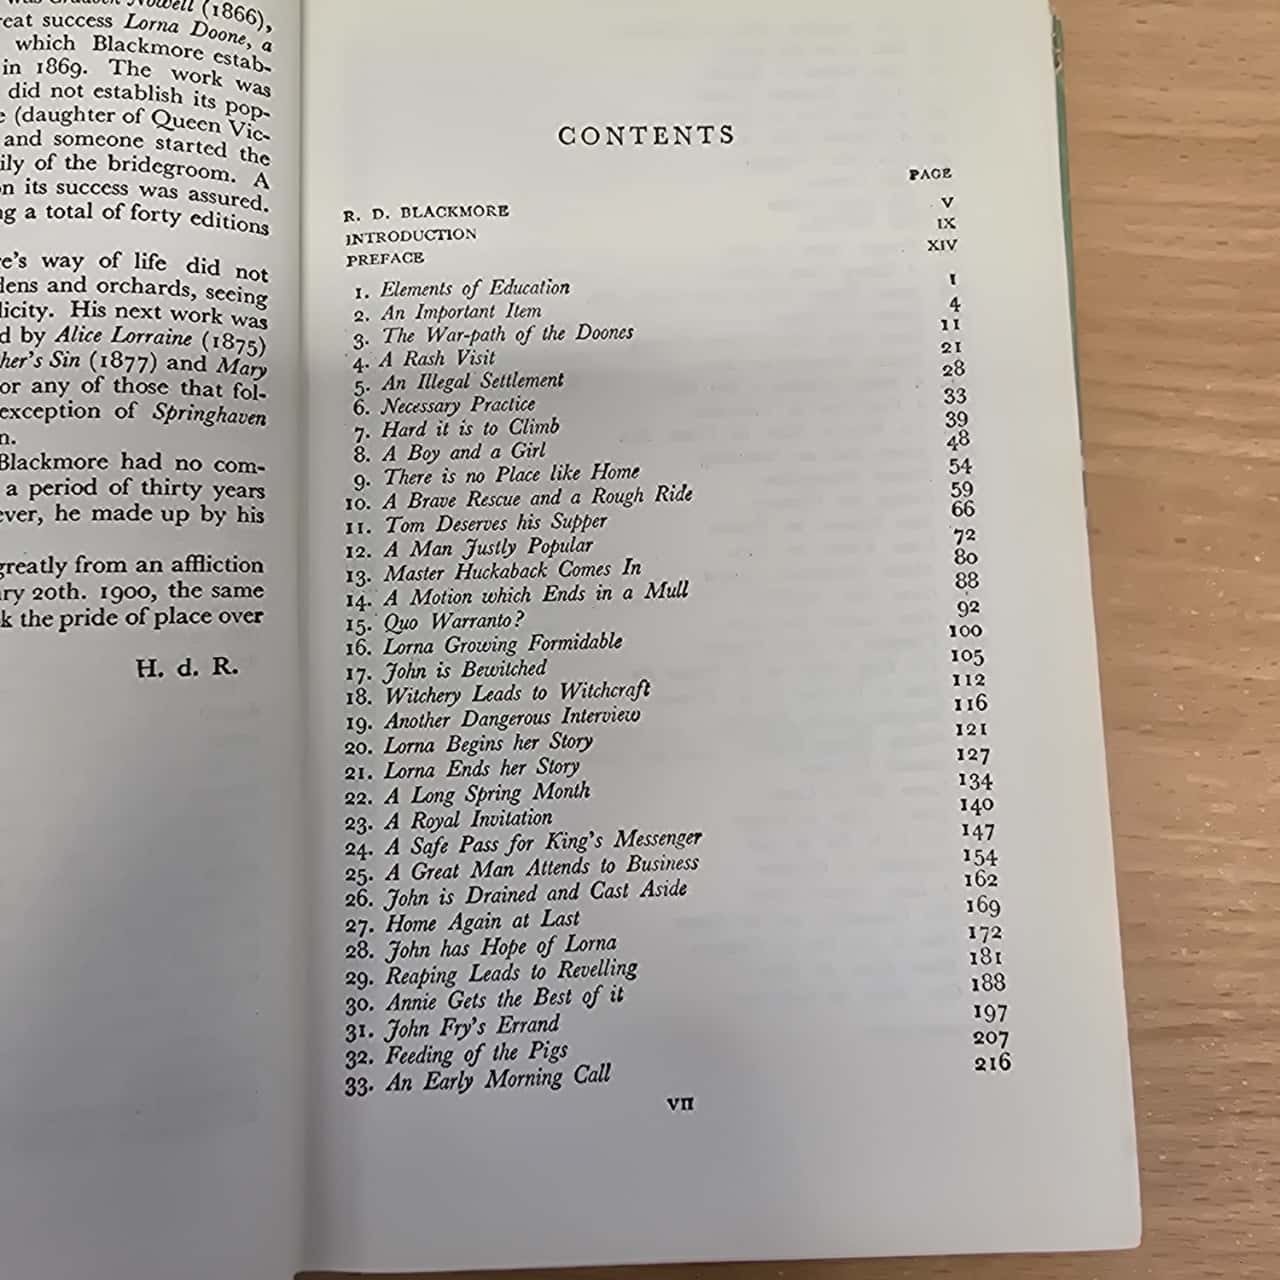 was Cradock Nowell (1866),
reat success Lorna Doone, a
which Blackmore estab-
in 1869. The work was
did not establish its pop-
e (daughter of Queen Vic-
and someone started the
ily of the bridegroom. A
n its success was assured.
ng a total of forty editions
re's way of life did not
dens and orchards, seeing
licity. His next work was
d by Alice Lorraine (1875)
her's Sin (1877) and Mary
or any of those that fol-
exception of Springhaven
n.
Blackmore had no com-
a period of thirty years
ever, he made up by his
greatly from an affliction
ry 20th. 1900, the same
k the pride of place over
H. d. R.
CONTENTS
PAGE
R. D. BLACKMORE V
INTRODUCTION IX
PREFACE XIV
1. Elements of Education 1
2. An Important Item 4
3. The War-path of the Doones 11
4. A Rash Visit 21
5. An Illegal Settlement 28
6. Necessary Practice 33
7. Hard it is to Climb 39
8. A Boy and a Girl 48
9. There is no Place like Home 54
10. A Brave Rescue and a Rough Ride 59
11. Tom Deserves his Supper 66
12. A Man Justly Popular 72
13. Master Huckaback Comes In 80
14. A Motion which Ends in a Mull 88
15. Quo Warranto? 92
16. Lorna Growing Formidable 100
17. John is Bewitched 105
18. Witchery Leads to Witchcraft 112
19. Another Dangerous Interview 116
20. Lorna Begins her Story 121
21. Lorna Ends her Story 127
22. A Long Spring Month 134
23. A Royal Invitation 140
24. A Safe Pass for King's Messenger 147
25. A Great Man Attends to Business 154
26. John is Drained and Cast Aside 162
27. Home Again at Last 169
28. John has Hope of Lorna 172
29. Reaping Leads to Revelling 181
30. Annie Gets the Best of it 188
31. John Fry's Errand 197
32. Feeding of the Pigs 207
33. An Early Morning Call 216
VII